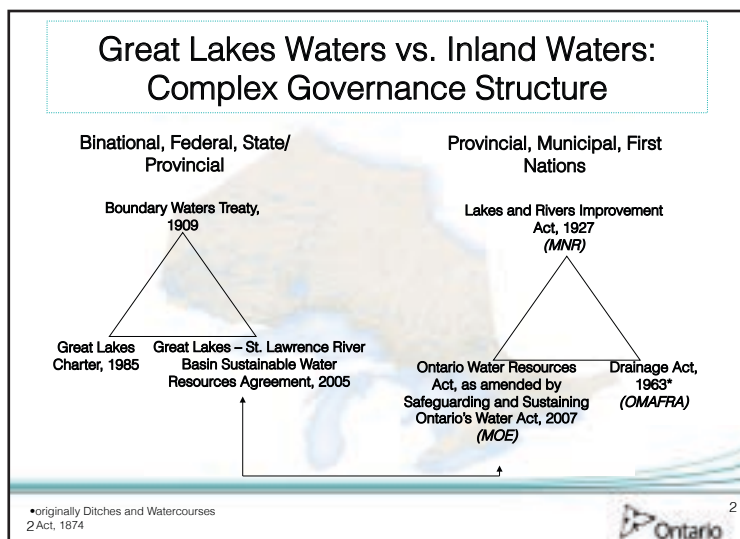 Great Lakes Waters vs. Inland Waters:
Complex Governance Structure
Binational, Federal, State/
Provincial
Boundary Waters Treaty,
1909
Great Lakes
Charter, 1985
Great Lakes – St. Lawrence River
Basin Sustainable Water
Resources Agreement, 2005
Provincial, Municipal, First
Nations
Lakes and Rivers Improvement
Act, 1927
(MNR)
Ontario Water Resources
Act, as amended by
Safeguarding and Sustaining
Ontario's Water Act, 2007
(MOE)
Drainage Act,
1963*
(OMAFRA)
•originally Ditches and Watercourses
2 Act, 1874
2
Ontario